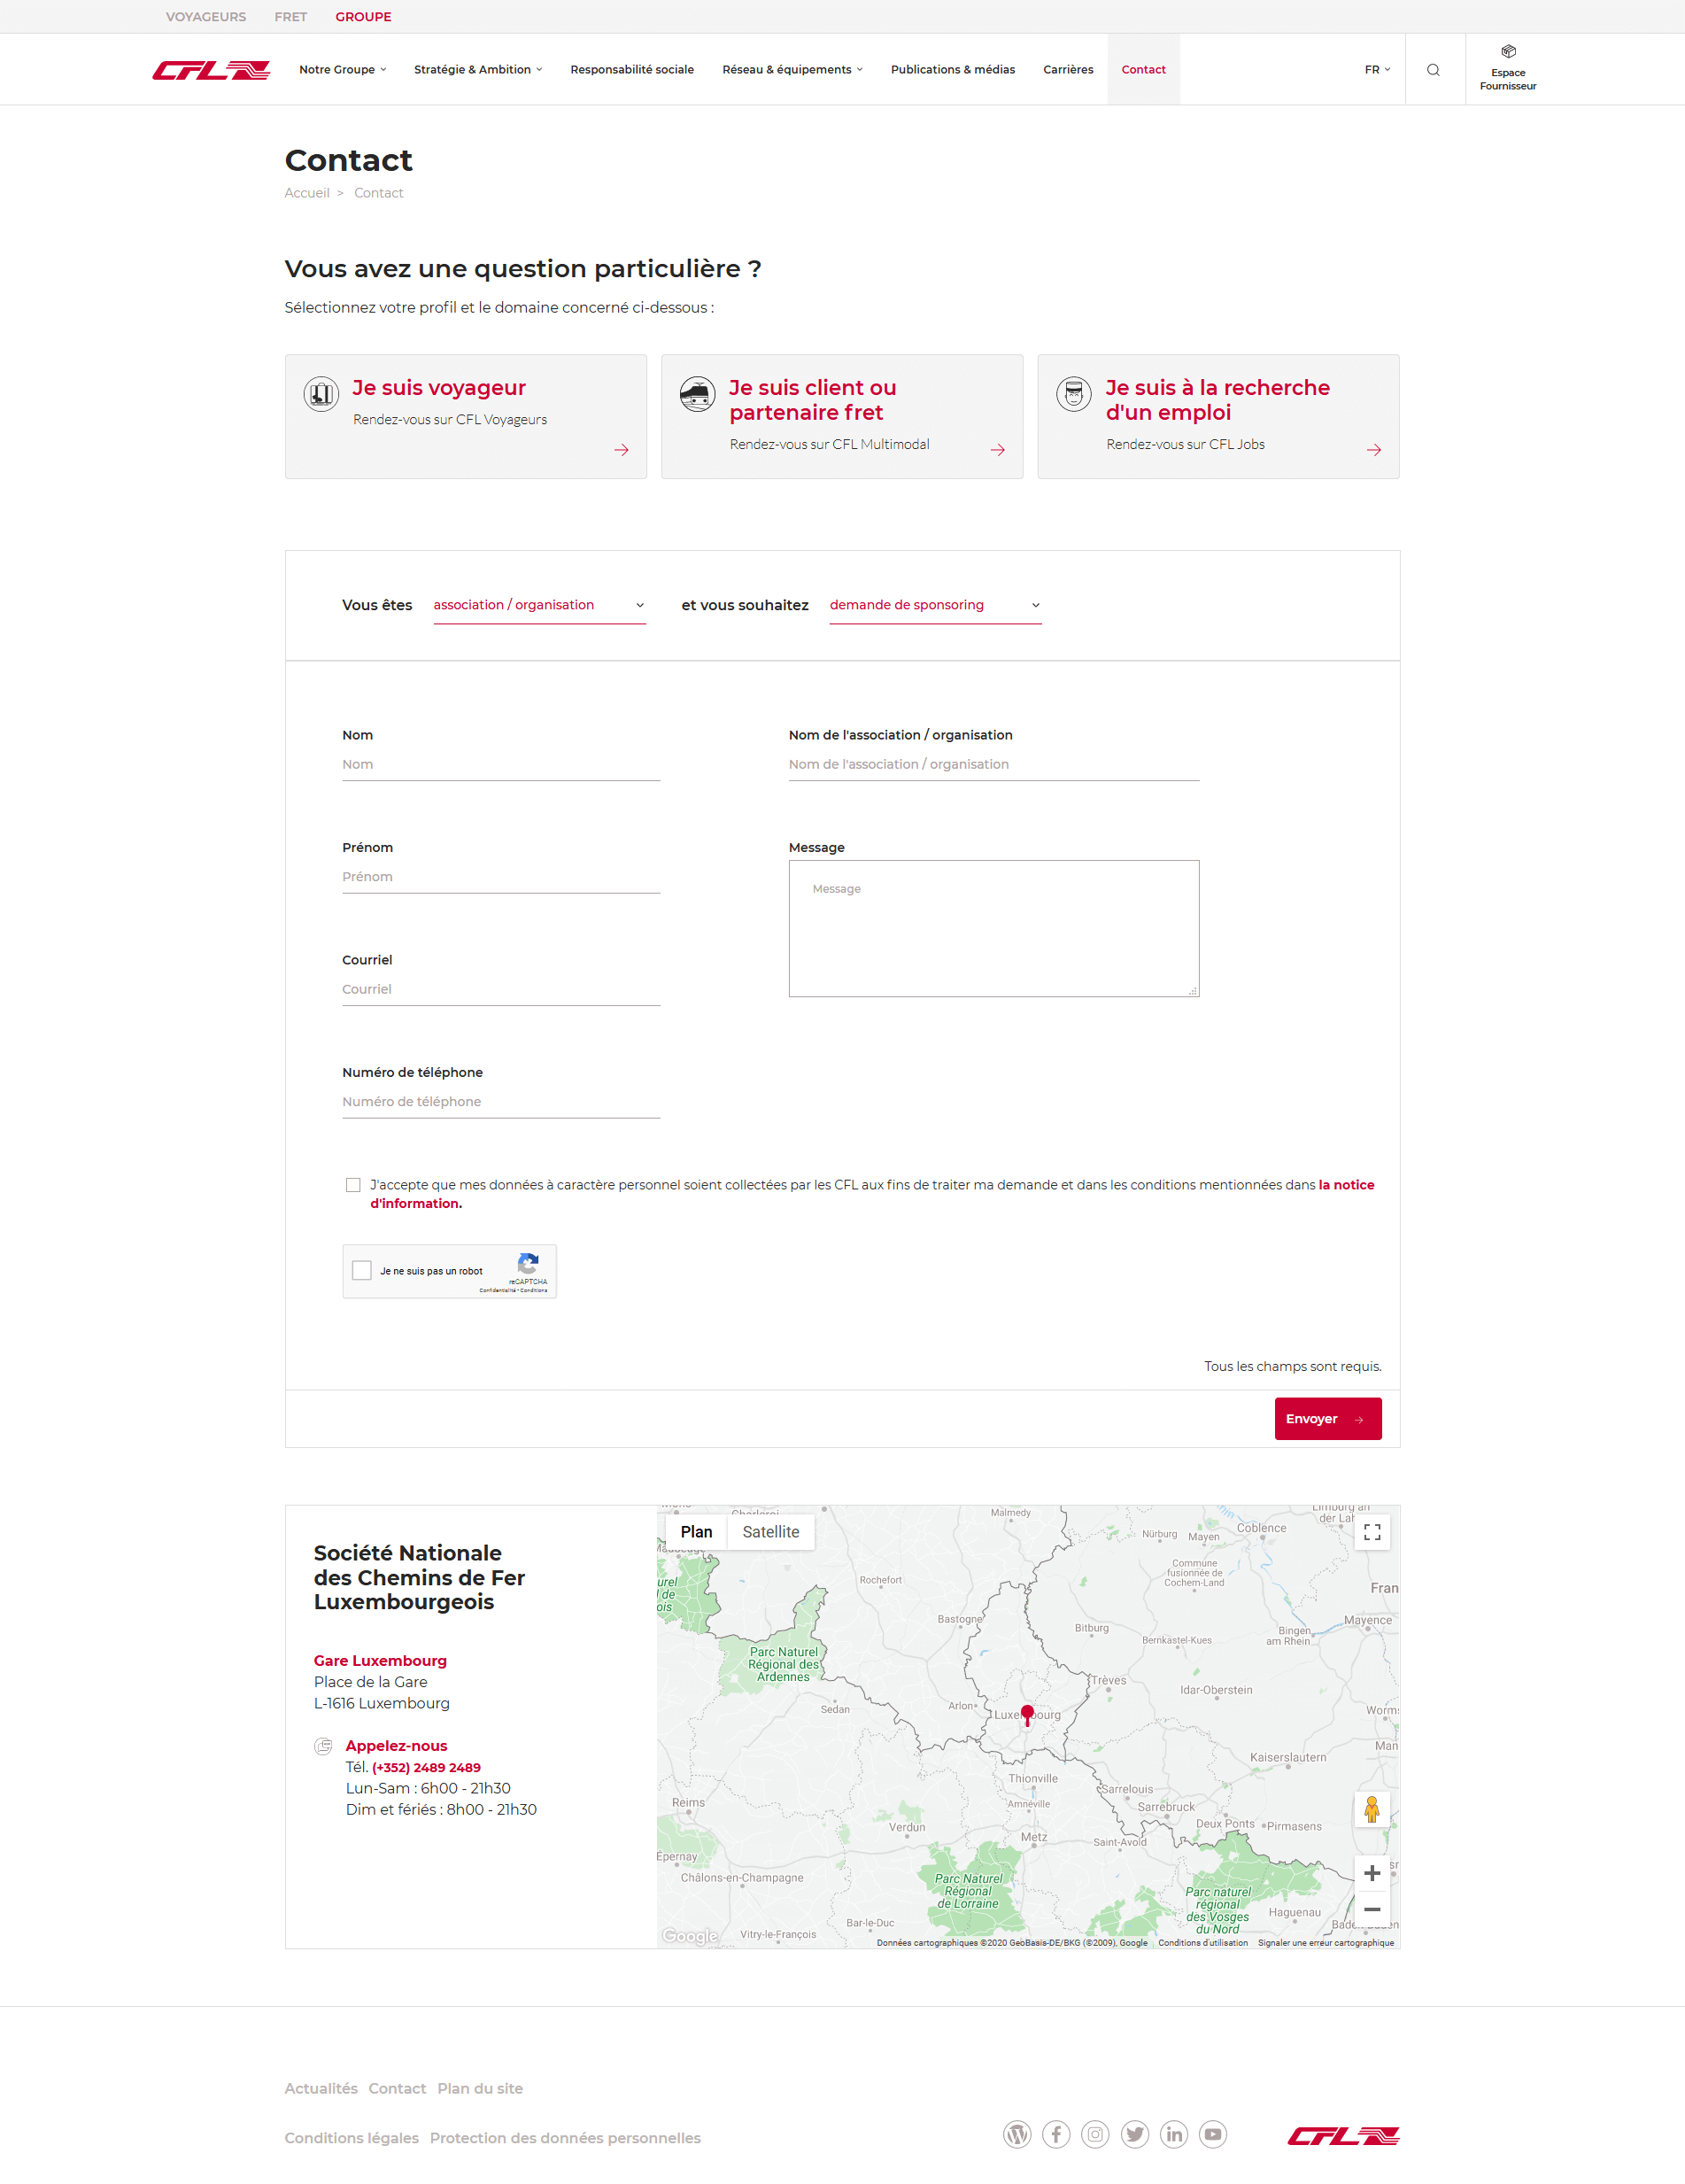 VOYAGEURS FRET GROUPE
CFL
Notre Groupe
Stratégie & Ambition
Responsabilité sociale
Réseau & équipements
Publications & médias
Carrières
Contact
FR
Espace
Fournisseur
Contact
Accueil > Contact
Vous avez une question particulière ?
Sélectionnez votre profil et le domaine concerné ci-dessous :
Je suis voyageur
Rendez-vous sur CFL Voyageurs
Je suis client ou
partenaire fret
Rendez-vous sur CFL Multimodal
Je suis à la recherche
d'un emploi
Rendez-vous sur CFL Jobs
Vous êtes association / organisation et vous souhaitez demande de sponsoring
Nom
Nom
Nom de l'association / organisation
Nom de l'association / organisation
Prénom
Prénom
Message
Message
Courriel
Courriel
Numéro de téléphone
Numéro de téléphone
J'accepte que mes données à caractère personnel soient collectées par les CFL aux fins de traiter ma demande et dans les conditions mentionnées dans la notice
d'information.
Je ne suis pas un robot
reCAPTCHA
Confidentialité - Conditions
Tous les champs sont requis.
Envoyer
Société Nationale
des Chemins de Fer
Luxembourgeois
Gare Luxembourg
Place de la Gare
L-1616 Luxembourg
Appelez-nous
Tél. (+352) 2489 2489
Lun-Sam : 6h00 - 21h30
Dim et fériés : 8h00 - 21h30
Plan Satellite
Malmedy
Nürburg
Mayen
Coblence
Commune
fusionnée de
Cochem-Land
Rochefort
Bastogne
Bitburg
Bernkastel-Kues
Bingen
am Rhein
Mayence
Parc Naturel
Régional des
Ardennes
Trèves
Idar-Oberstein
Sedan
Arlon
Kaiserslautern
Thionville
Sarrelouis
Amnéville
Sarrebruck
Reims
Verdun
Metz
Saint-Avold
Deux Ponts
Pirmasens
Épernay
Châlons-en-Champagne
Parc Naturel
Régional
de Lorraine
Parc naturel
régional
des Vosges
du Nord
Haguenau
Bar-le-Duc
Vitry-le-François
Google
Données cartographiques ©2020 GeoBasis-DE/BKG (©2009), Google Conditions d'utilisation Signaler une erreur cartographique
Actualités Contact Plan du site
Conditions légales Protection des données personnelles
CFL